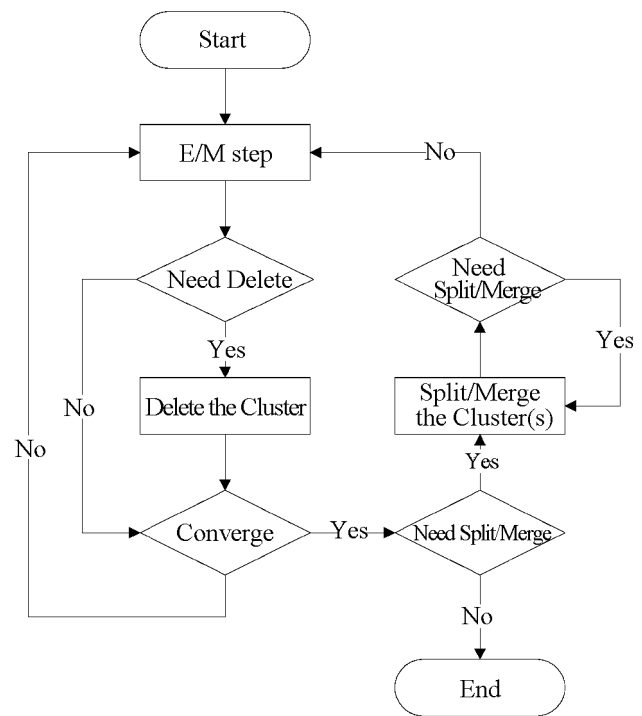 Start
E/M step
No
Need Delete
Need
Split/Merge
Yes
Yes
Delete the Cluster
Split/Merge
the Cluster(s)
No
No
Yes
Converge
Yes
Need Split/Merge
No
End